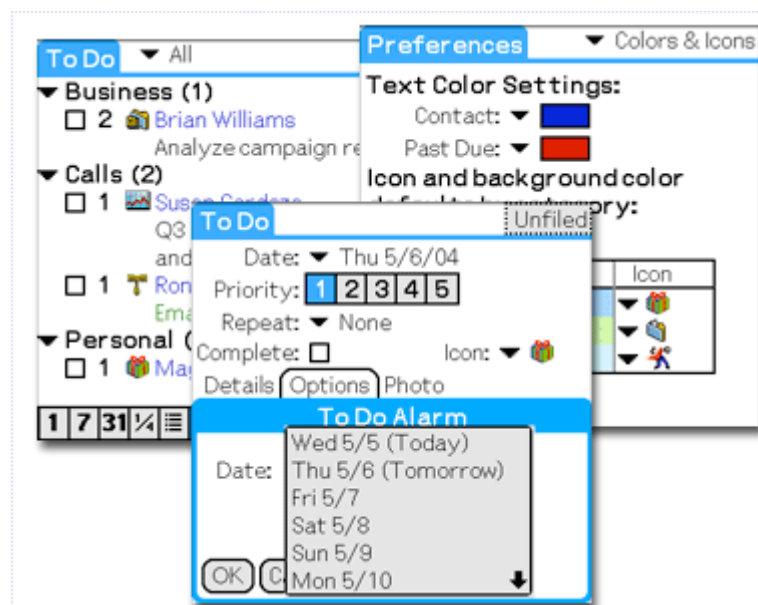 To Do
All
Business (1)
2 Brian Williams
Analyze campaign
Calls (2)
1
Q3
and
1
Personal
1
1 7 31
Preferences
Colors & Icons
Text Color Settings:
Contact:
Past Due:
Icon and background color
Icon
To Do
Unfiled
Date: Thu 5/6/04
Priority: 1 2 3 4 5
Repeat: None
Complete: Icon:
Details Options Photo
To Do Alarm
Date:
Wed 5/5 (Today)
Thu 5/6 (Tomorrow)
Fri 5/7
Sat 5/8
Sun 5/9
Mon 5/10
OK